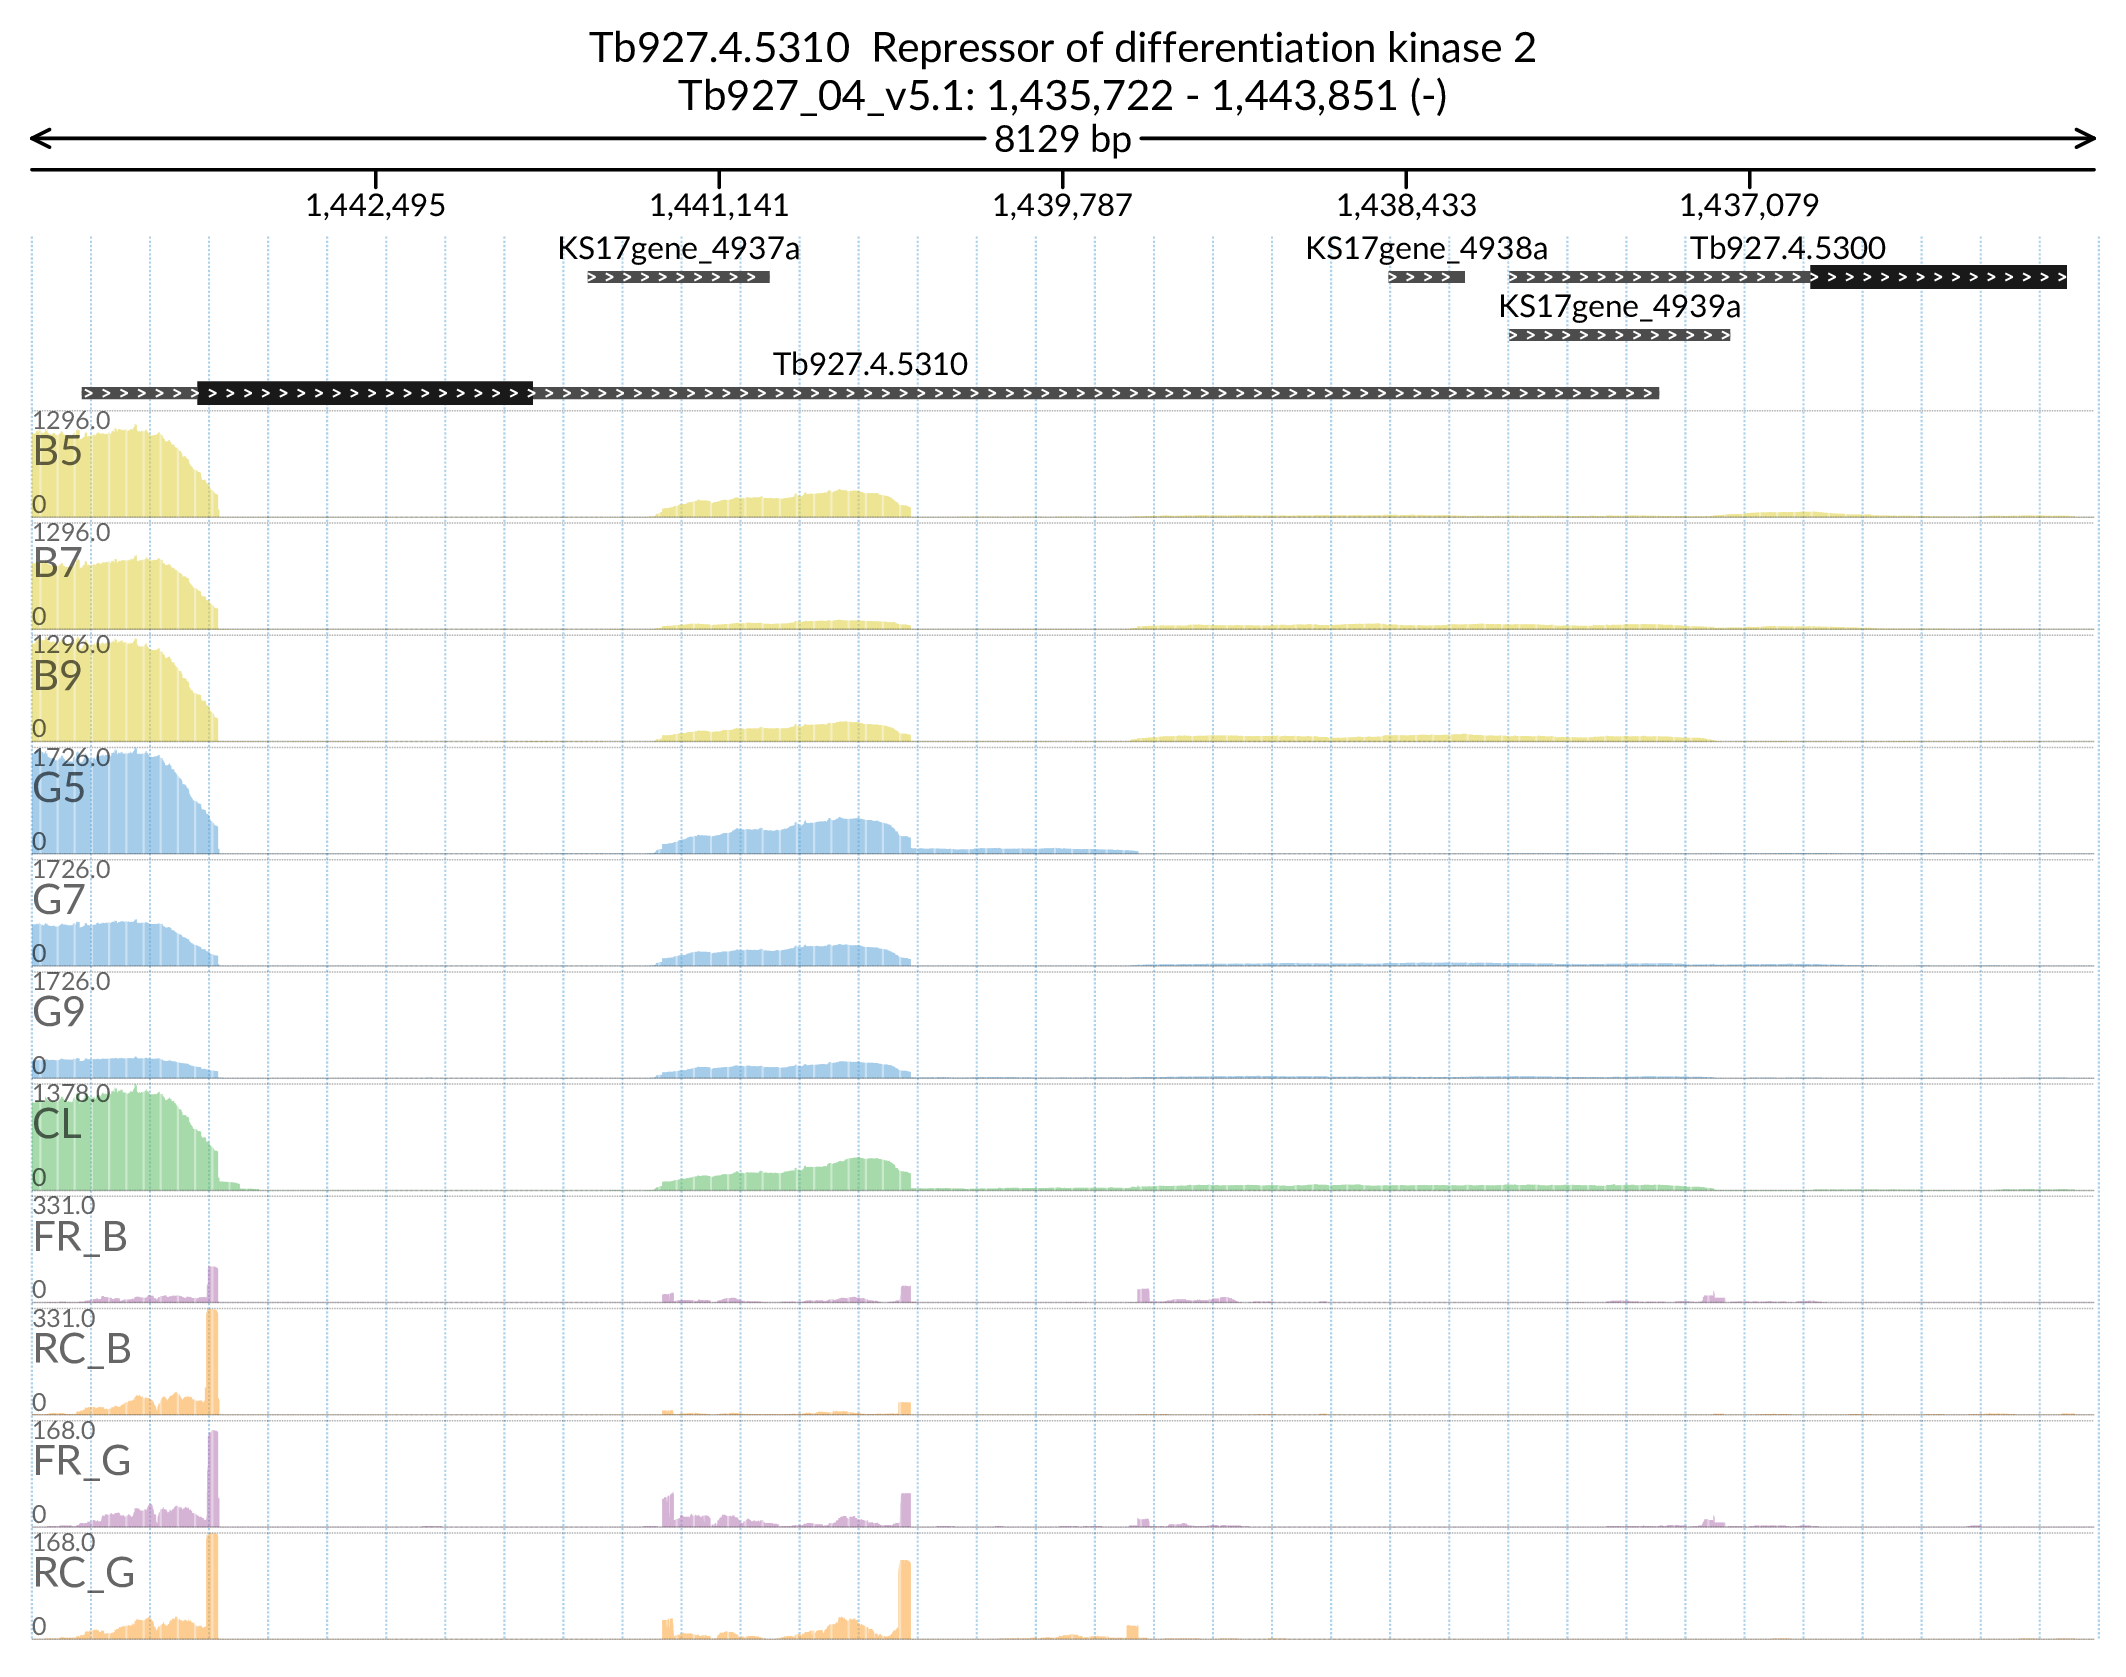 Tb927.4.5310  Repressor of differentiation kinase 2
Tb927_04_v5.1: 1,435,722 - 1,443,851 (-)
8129 bp
1,442,495 1,441,141 1,439,787 1,438,433 1,437,079
KS17gene_4937a KS17gene_4938a Tb927.4.5300
KS17gene_4939a
Tb927.4.5310
1296.0
B5
0
1296.0
B7
0
1296.0
B9
0
1726.0
G5
0
1726.0
G7
0
1726.0
G9
0
1378.0
CL
0
331.0
FR_B
0
331.0
RC_B
0
168.0
FR_G
0
168.0
RC_G
0